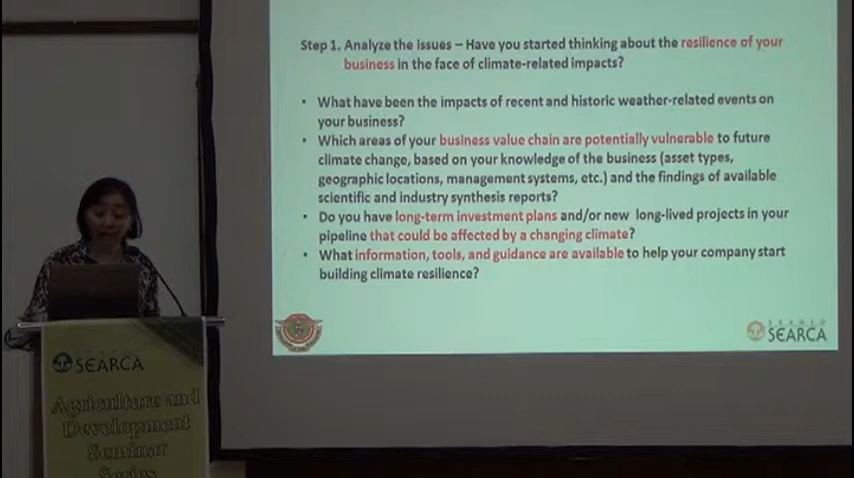 Step 1. Analyze the issues – Have you started thinking about the resilience of your
business in the face of climate-related impacts?
• What have been the impacts of recent and historic weather-related events on
your business?
• Which areas of your business value chain are potentially vulnerable to future
climate change, based on your knowledge of the business (asset types,
geographic locations, management systems, etc.) and the findings of available
scientific and industry synthesis reports?
• Do you have long-term investment plans and/or new long-lived projects in your
pipeline that could be affected by a changing climate?
• What information, tools, and guidance are available to help your company start
building climate resilience?
SEARCA
SEARCA
Agriculture and
Development
Seminar
Series